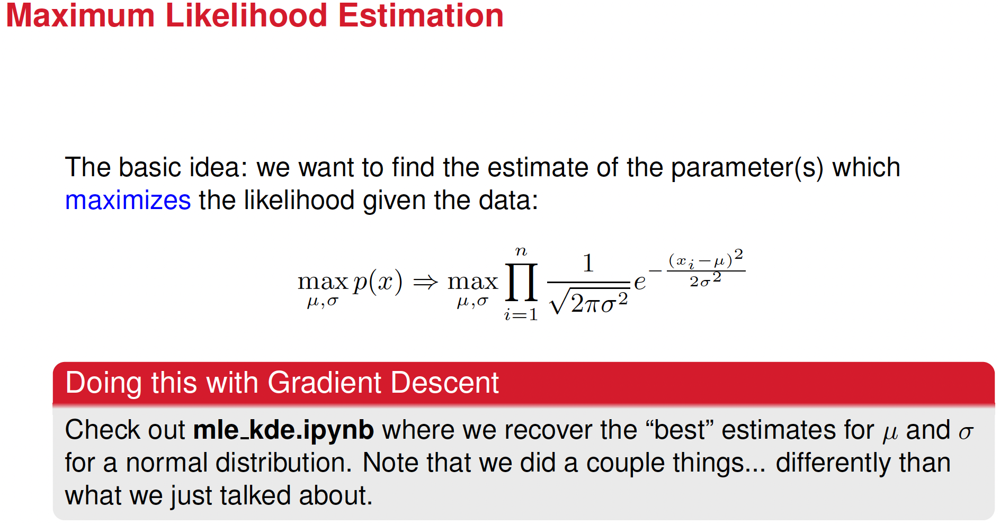 Maximum Likelihood Estimation
The basic idea: we want to find the estimate of the parameter(s) which
maximizes the likelihood given the data:
$$\max_{\mu,\sigma} p(x) \Rightarrow \max_{\mu,\sigma} \prod_{i=1}^{n} \frac{1}{\sqrt{2\pi\sigma^2}} e^{-\frac{(x_i-\mu)^2}{2\sigma^2}}$$
Doing this with Gradient Descent
Check out mle_kde.ipynb where we recover the “best” estimates for μ and σ
for a normal distribution. Note that we did a couple things... differently than
what we just talked about.